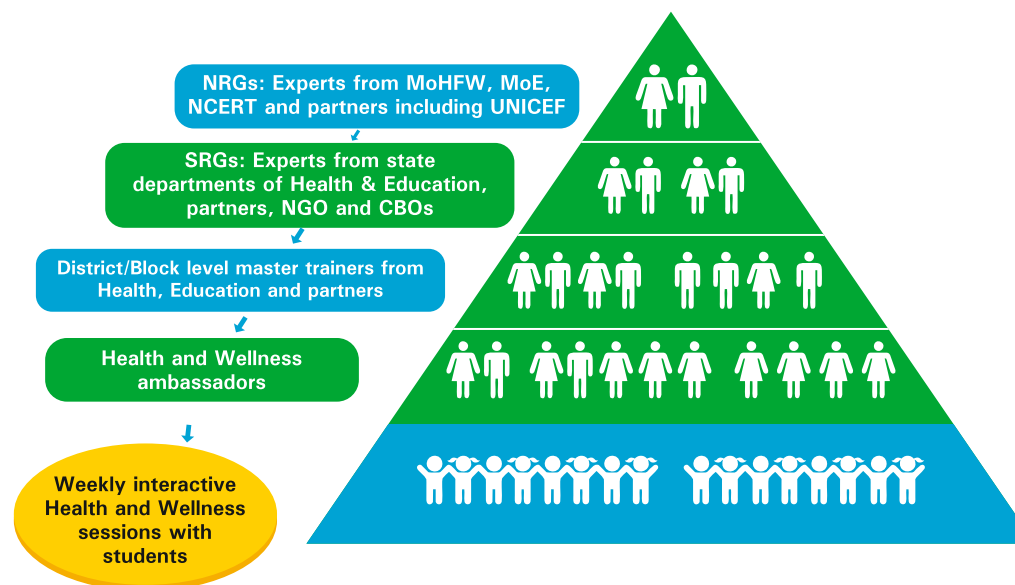 NRGs: Experts from MoHFW, MoE,
NCERT and partners including UNICEF
SRGs: Experts from state
departments of Health & Education,
partners, NGO and CBOs
District/Block level master trainers from
Health, Education and partners
Health and Wellness
ambassadors
Weekly interactive
Health and Wellness
sessions with
students